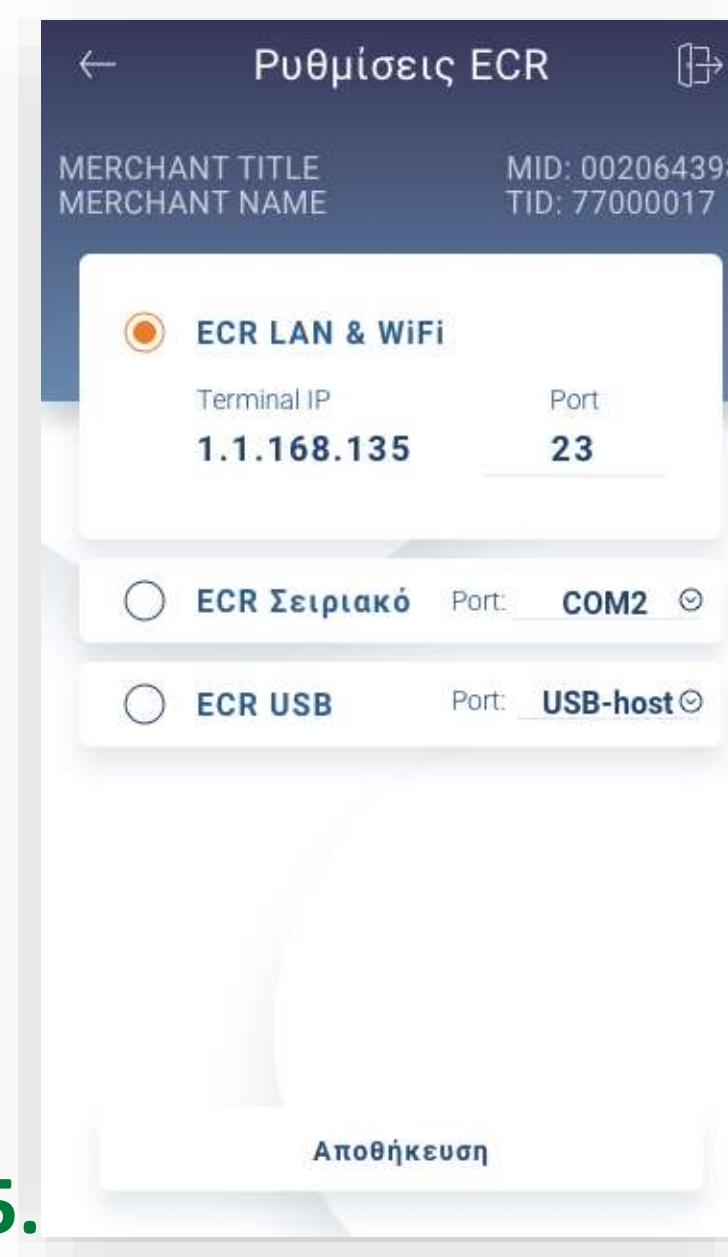 Ρυθμίσεις ECR
MERCHANT TITLE MID: 00206439
MERCHANT NAME TID: 77000017
ECR LAN & WiFi
Terminal IP Port
1.1.168.135 23
ECR Σειριακό Port: COM2
ECR USB Port: USB-host
Αποθήκευση
5.